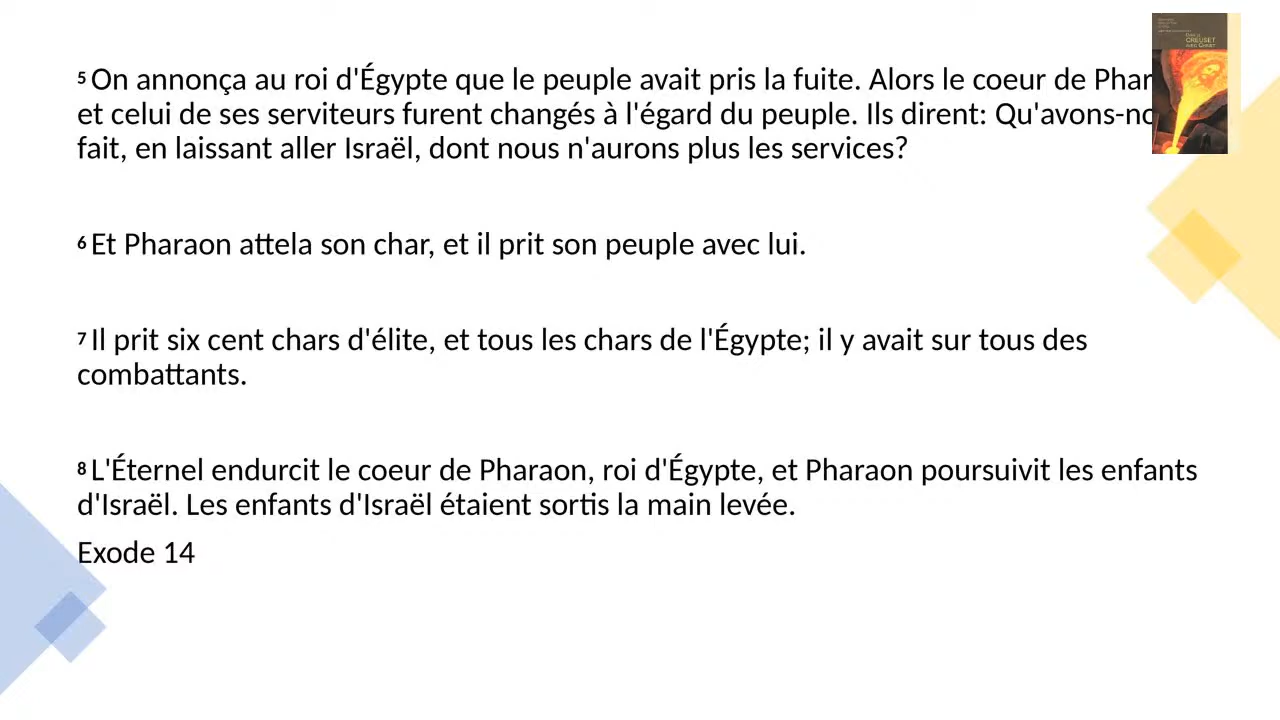 5 On annonça au roi d'Égypte que le peuple avait pris la fuite. Alors le coeur de Phar
et celui de ses serviteurs furent changés à l'égard du peuple. Ils dirent: Qu'avons-no
fait, en laissant aller Israël, dont nous n'aurons plus les services?
6 Et Pharaon attela son char, et il prit son peuple avec lui.
7 Il prit six cent chars d'élite, et tous les chars de l'Égypte; il y avait sur tous des
combattants.
8 L'Éternel endurcit le coeur de Pharaon, roi d'Égypte, et Pharaon poursuivit les enfants
d'Israël. Les enfants d'Israël étaient sortis la main levée.
Exode 14
CREUSET
AVEC CHRIST